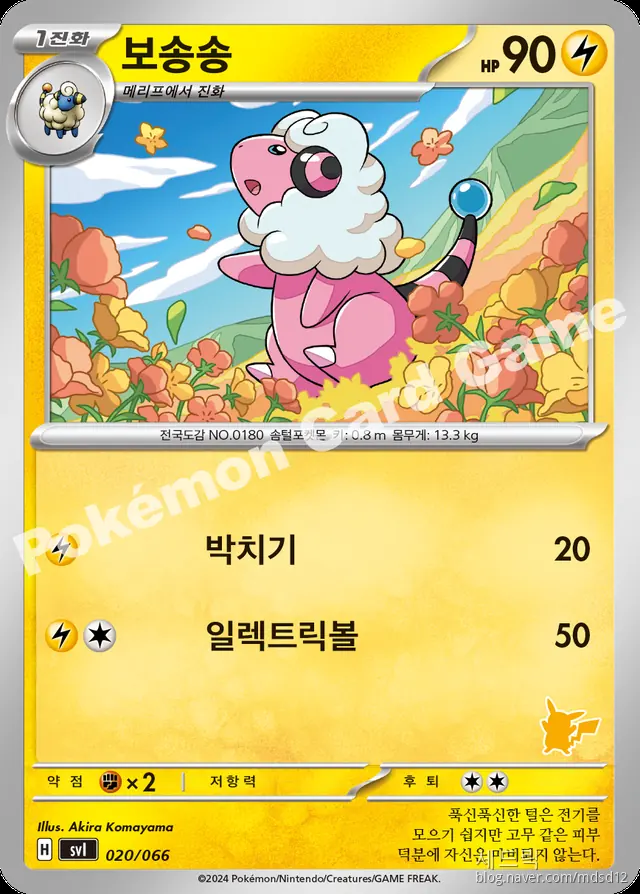 1진화
보송송
HP 90
메리프에서 진화
전국도감 NO.0180 솜털포켓몬 키: 0.8 m 몸무게: 13.3 kg
Pokémon Card Game
박치기 20
일렉트릭볼 50
약점 ×2 저항력 후퇴
Illus. Akira Komayama
H svI 020/066
푹신푹신한 털은 전기를
모으기 쉽지만 고무 같은 피부
덕분에 자신은 마비되지 않는다.
©2024 Pokémon/Nintendo/Creatures/GAME FREAK.
blog.naver.com/mdsd12